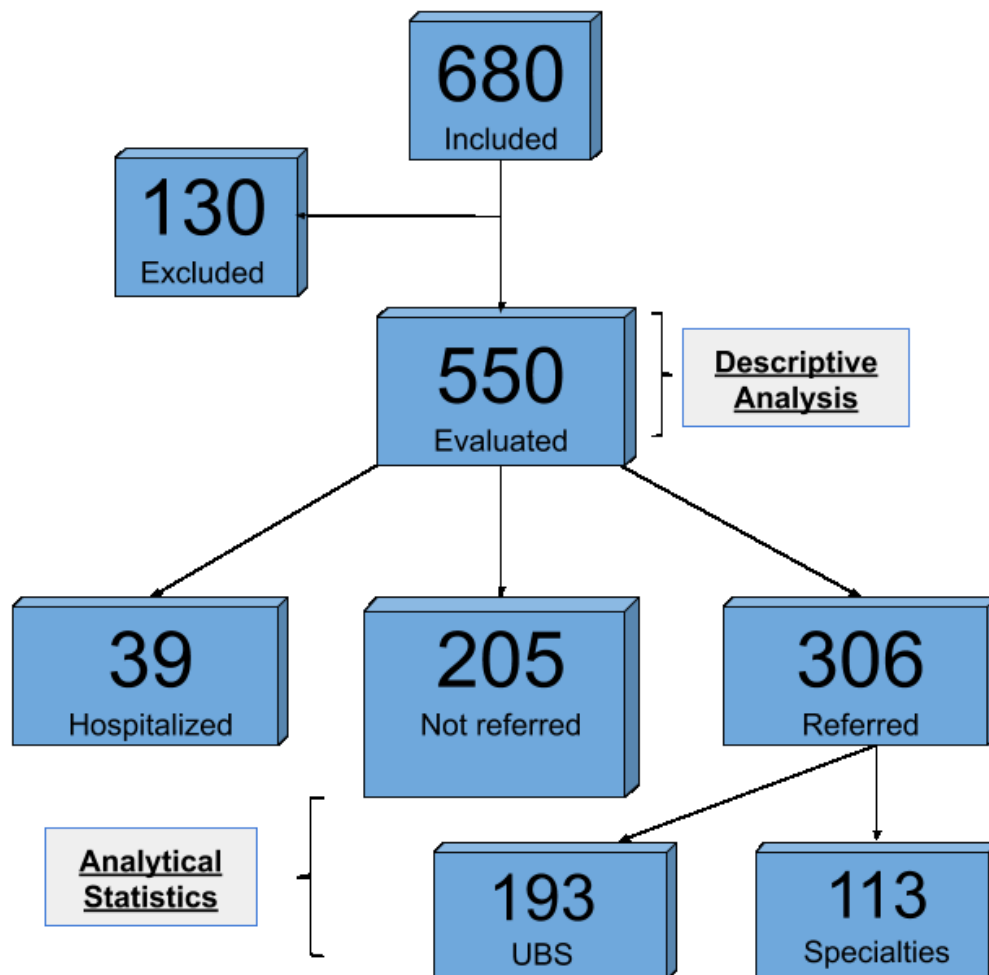 680
Included
130
Excluded
550
Evaluated
Descriptive
Analysis
39
Hospitalized
205
Not referred
306
Referred
Analytical
Statistics
193
UBS
113
Specialties